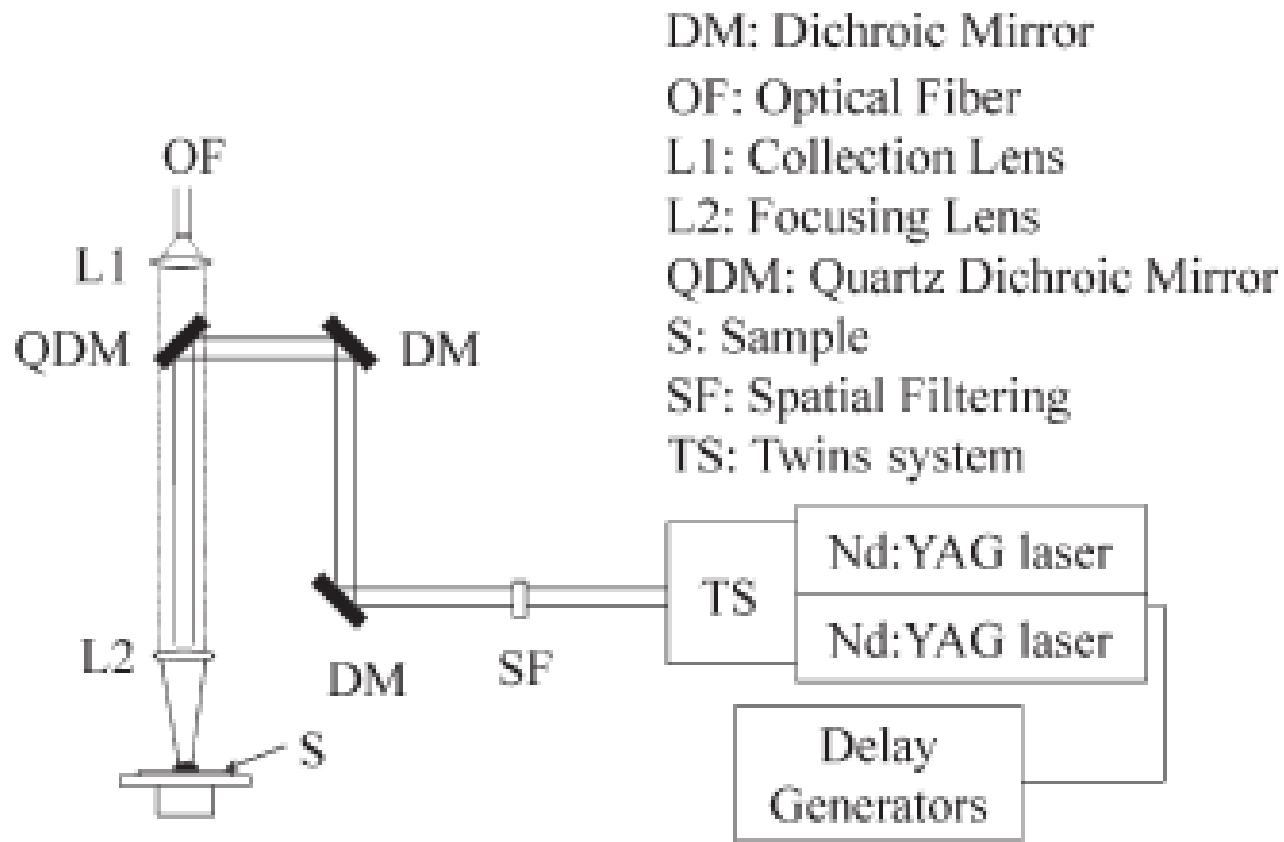 DM: Dichroic Mirror
OF: Optical Fiber
L1: Collection Lens
L2: Focusing Lens
QDM: Quartz Dichroic Mirror
S: Sample
SF: Spatial Filtering
TS: Twins system
OF
L1
QDM
DM
L2
DM
SF
TS
Nd:YAG laser
Nd:YAG laser
S
Delay
Generators